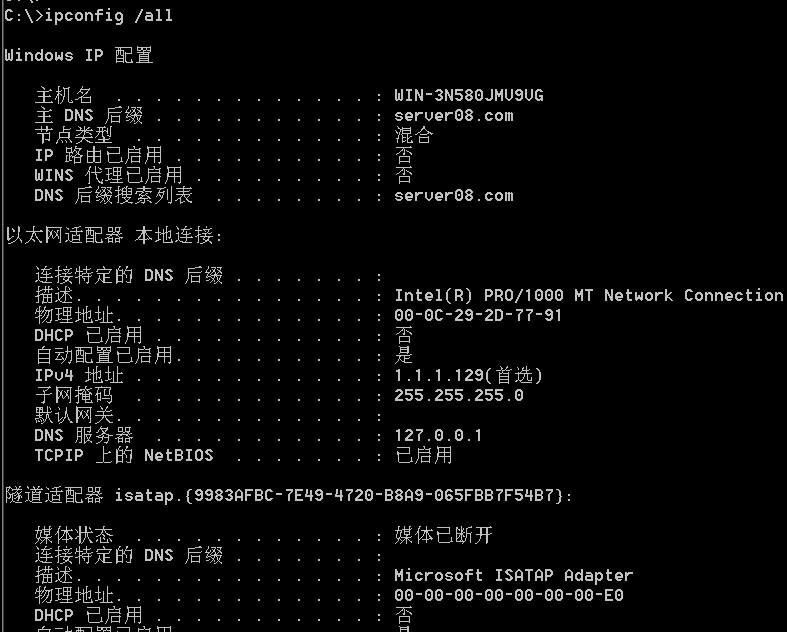 C:\>ipconfig /all
Windows IP 配置
主机名 . . . . . . . . . . . . . : WIN-3N580JMV9VG
主 DNS 后缀 . . . . . . . . . . . : server08.com
节点类型 . . . . . . . . . . . . : 混合
IP 路由已启用 . . . . . . . . . . : 否
WINS 代理已启用 . . . . . . . . . : 否
DNS 后缀搜索列表 . . . . . . . . : server08.com
以太网适配器 本地连接:
连接特定的 DNS 后缀 . . . . . . . :
描述. . . . . . . . . . . . . . . : Intel(R) PRO/1000 MT Network Connection
物理地址. . . . . . . . . . . . . : 00-0C-29-2D-77-91
DHCP 已启用 . . . . . . . . . . . : 否
自动配置已启用. . . . . . . . . . : 是
IPv4 地址 . . . . . . . . . . . . : 1.1.1.129(首选)
子网掩码 . . . . . . . . . . . . : 255.255.255.0
默认网关. . . . . . . . . . . . . :
DNS 服务器 . . . . . . . . . . . : 127.0.0.1
TCPIP 上的 NetBIOS . . . . . . . : 已启用
隧道适配器 isatap.{9983AFBC-7E49-4720-B8A9-065FBB7F54B7}:
媒体状态 . . . . . . . . . . . . : 媒体已断开
连接特定的 DNS 后缀 . . . . . . . :
描述. . . . . . . . . . . . . . . : Microsoft ISATAP Adapter
物理地址. . . . . . . . . . . . . : 00-00-00-00-00-00-00-E0
DHCP 已启用 . . . . . . . . . . . : 否
自动配置已启用. . . . . . . . . . : 是